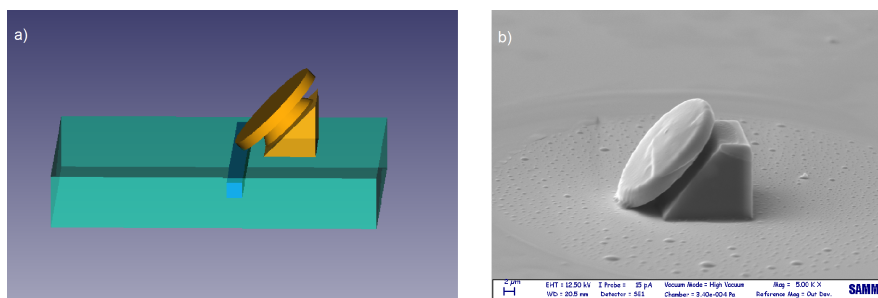 a)
b)
2 µm
EHT = 12.50 kV
I Probe = 15 pA
Vacuum Mode = High Vacuum
Mag = 5.00 K X
WD = 20.5 mm
Detector = SE1
Chamber = 3.40e-004 Pa
Reference Mag = Out Dev.
SAMM